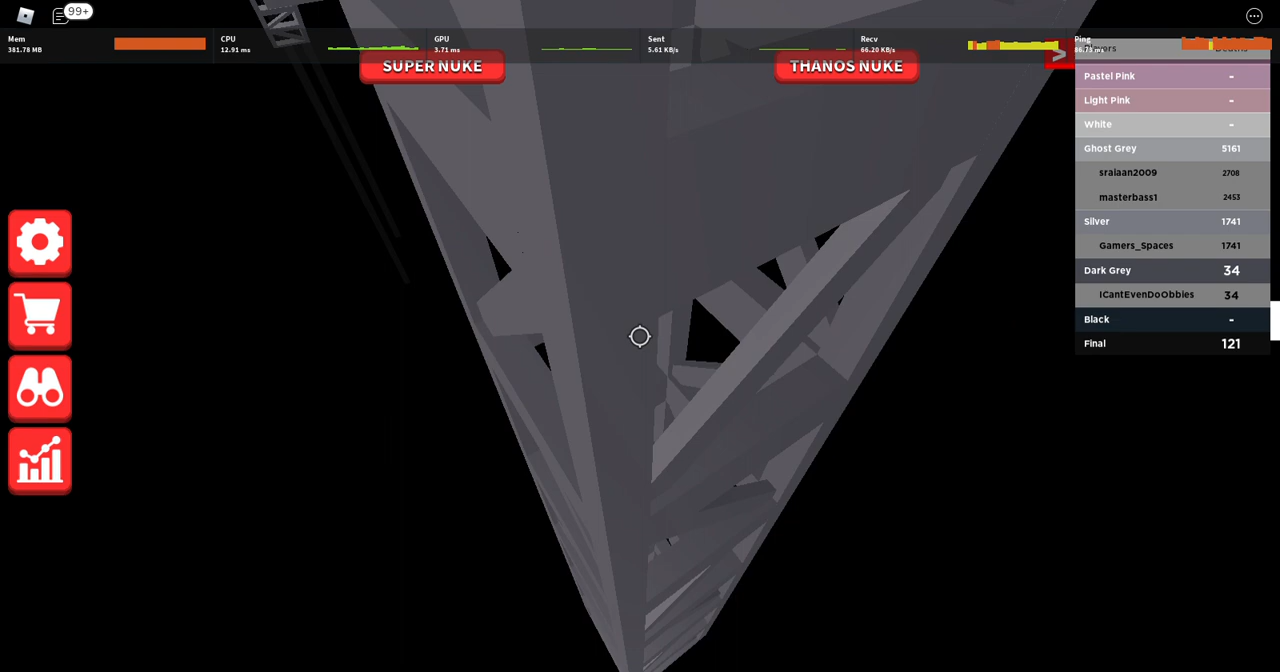 99+
Mem
381.78 MB
CPU
12.91 ms
GPU
3.71 ms
Sent
5.61 KB/s
Recv
66.20 KB/s
Ping
SUPER NUKE
THANOS NUKE
Deaths
Pastel Pink -
Light Pink -
White -
Ghost Grey 5161
sraiaan2009 2708
masterbass1 2453
Silver 1741
Gamers_Spaces 1741
Dark Grey 34
ICantEvenDoObbies 34
Black -
Final 121